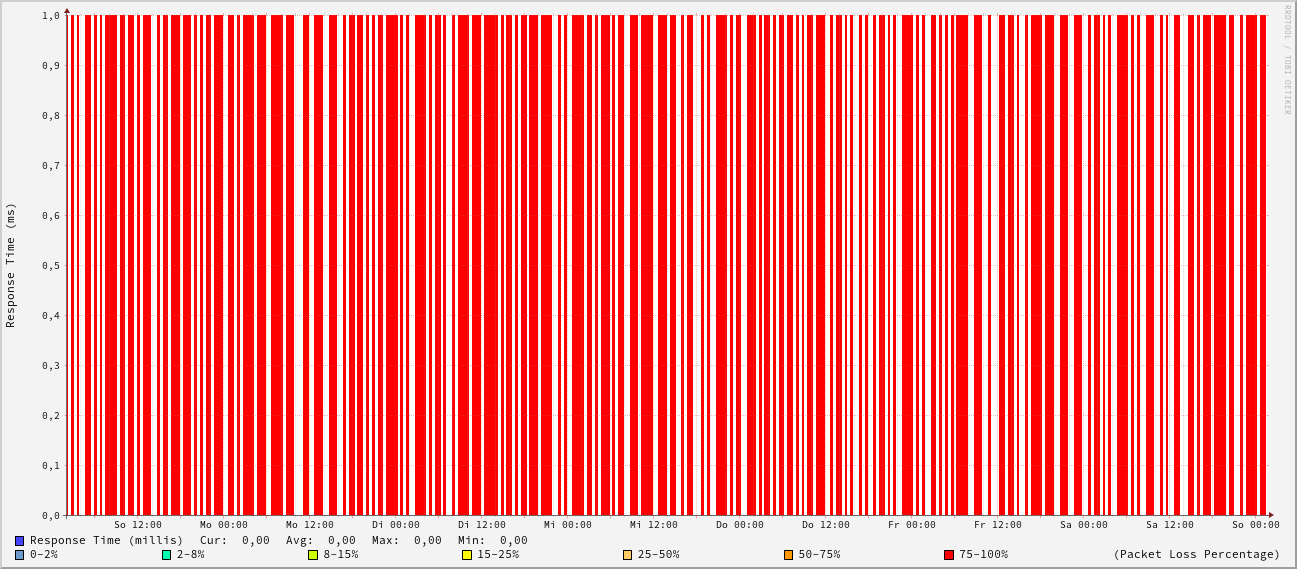 RRDTOOL / TOBI OETIKER
Response Time (ms)
1,0
0,9
0,8
0,7
0,6
0,5
0,4
0,3
0,2
0,1
0,0
So 12:00 Mo 00:00 Mo 12:00 Di 00:00 Di 12:00 Mi 00:00 Mi 12:00 Do 00:00 Do 12:00 Fr 00:00 Fr 12:00 Sa 00:00 Sa 12:00 So 00:00
Response Time (millis) Cur: 0,00 Avg: 0,00 Max: 0,00 Min: 0,00
0-2% 2-8% 8-15% 15-25% 25-50% 50-75% 75-100% (Packet Loss Percentage)